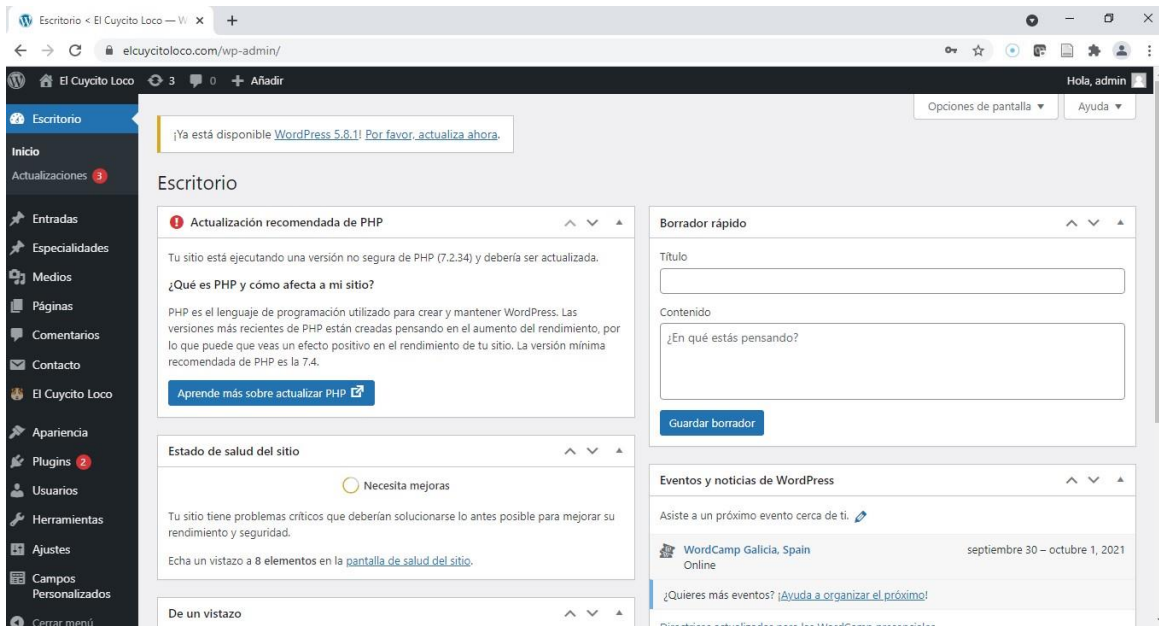 Escritorio < El Cuycito Loco — W
elcuycitoloco.com/wp-admin/
El Cuycito Loco 3 0 + Añadir
Hola, admin
Opciones de pantalla ▼
Ayuda ▼
Escritorio
Inicio
Actualizaciones 3
Entradas
Especialidades
Medios
Páginas
Comentarios
Contacto
El Cuycito Loco
Apariencia
Plugins 2
Usuarios
Herramientas
Ajustes
Campos
Personalizados
Cerrar menú
¡Ya está disponible WordPress 5.8.1! Por favor, actualiza ahora.
Escritorio
Actualización recomendada de PHP
Tu sitio está ejecutando una versión no segura de PHP (7.2.34) y debería ser actualizada.
¿Qué es PHP y cómo afecta a mi sitio?
PHP es el lenguaje de programación utilizado para crear y mantener WordPress. Las
versiones más recientes de PHP están creadas pensando en el aumento del rendimiento, por
lo que puede que veas un efecto positivo en el rendimiento de tu sitio. La versión mínima
recomendada de PHP es la 7.4.
Aprende más sobre actualizar PHP
Estado de salud del sitio
Necesita mejoras
Tu sitio tiene problemas críticos que deberían solucionarse lo antes posible para mejorar su
rendimiento y seguridad.
Echa un vistazo a 8 elementos en la pantalla de salud del sitio.
De un vistazo
Borrador rápido
Título
Contenido
¿En qué estás pensando?
Guardar borrador
Eventos y noticias de WordPress
Asiste a un próximo evento cerca de ti.
WordCamp Galicia, Spain
septiembre 30 – octubre 1, 2021
Online
¿Quieres más eventos? ¡Ayuda a organizar el próximo!